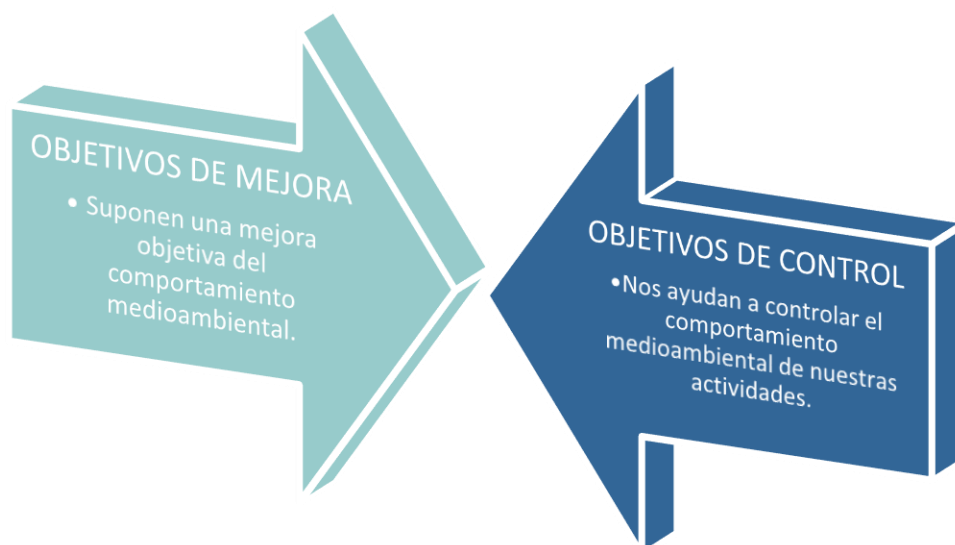 OBJETIVOS DE MEJORA
• Suponen una mejora
objetiva del
comportamiento
medioambiental.
OBJETIVOS DE CONTROL
•Nos ayudan a controlar el
comportamiento
medioambiental de nuestras
actividades.